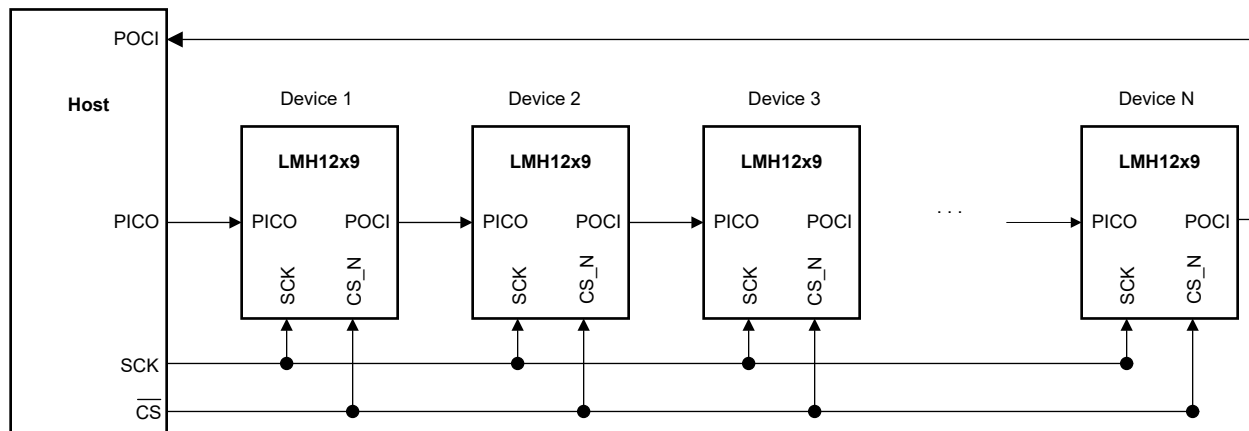 POCI
Host
Device 1 Device 2 Device 3 Device N
LMH12x9 LMH12x9 LMH12x9 LMH12x9
PICO PICO POCI PICO POCI PICO POCI . . . PICO POCI
SCK CS_N SCK CS_N SCK CS_N SCK CS_N
SCK
CS